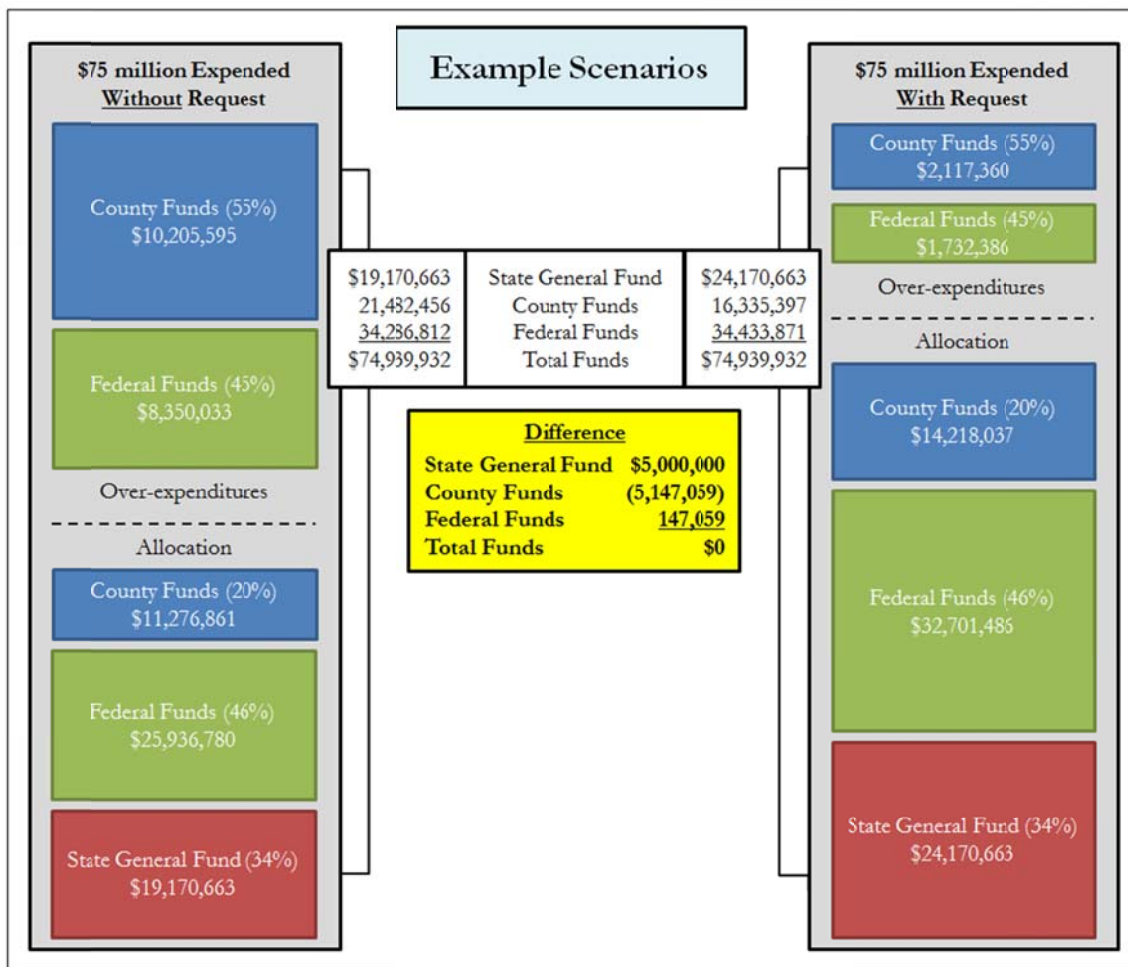 Example Scenarios
$75 million Expended
Without Request
County Funds (55%)
$10,205,595
Federal Funds (45%)
$8,350,033
Over-expenditures
Allocation
County Funds (20%)
$11,276,861
Federal Funds (46%)
$25,936,780
State General Fund (34%)
$19,170,663
$19,170,663 State General Fund $24,170,663
21,482,456 County Funds 16,335,397
34,286,812 Federal Funds 34,433,871
$74,939,932 Total Funds $74,939,932
Difference
State General Fund $5,000,000
County Funds (5,147,059)
Federal Funds 147,059
Total Funds $0
$75 million Expended
With Request
County Funds (55%)
$2,117,360
Federal Funds (45%)
$1,732,386
Over-expenditures
Allocation
County Funds (20%)
$14,218,037
Federal Funds (46%)
$32,701,486
State General Fund (34%)
$24,170,663